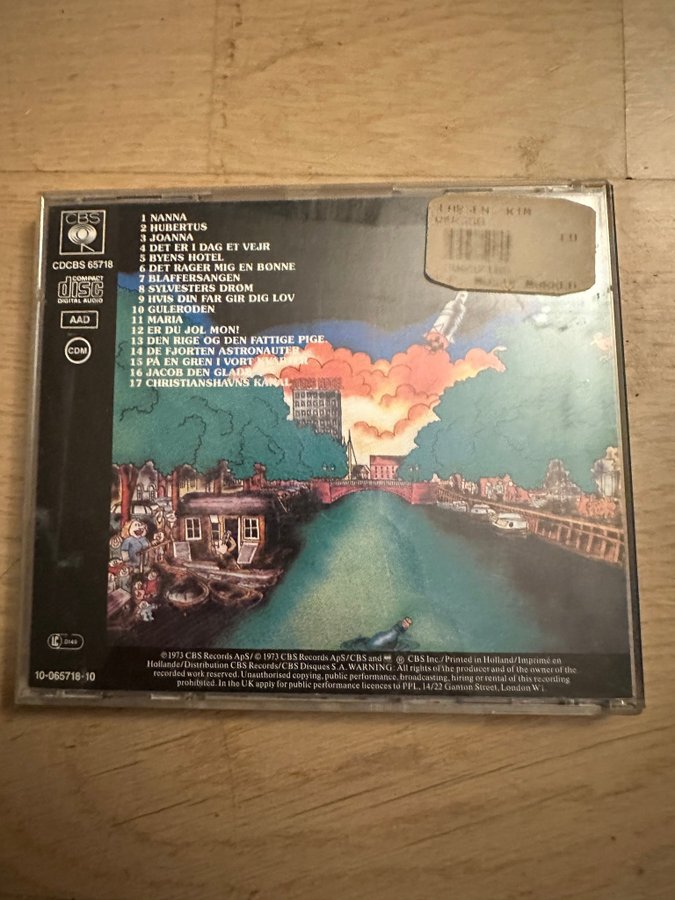 CBS
CDCBS 65718
COMPACT
disc
DIGITAL AUDIO
AAD
CDM
1 NANNA
2 HUBERTUS
3 JOANNA
4 DET ER I DAG ET VEJR
5 BYENS HOTEL
6 DET RAGER MIG EN BØNNE
7 BLAFFERSANGEN
8 SYLVESTERS DRØM
9 HVIS DIN FAR GIR DIG LOV
10 GULERODEN
11 MARIA
12 ER DU JOL MON!
13 DEN RIGE OG DEN FATTIGE PIGE
14 DE FJORTEN ASTRONAUTER
15 PÅ EN GREN I VORT KVARTER
16 JACOB DEN GLADE
17 CHRISTIANSHAVNS KANAL
LARSEN KIM
LC 0149
10-065718-10
℗ 1973 CBS Records ApS/ © 1973 CBS Records ApS/CBS and ® CBS Inc./Printed in Holland/Imprimé en
Hollande/Distribution CBS Records/CBS Disques S.A. WARNING: All rights of the producer and of the owner of the
recorded work reserved. Unauthorised copying, public performance, broadcasting, hiring or rental of this recording
prohibited. In the UK apply for public performance licences to PPL, 14/22 Ganton Street, London W1.